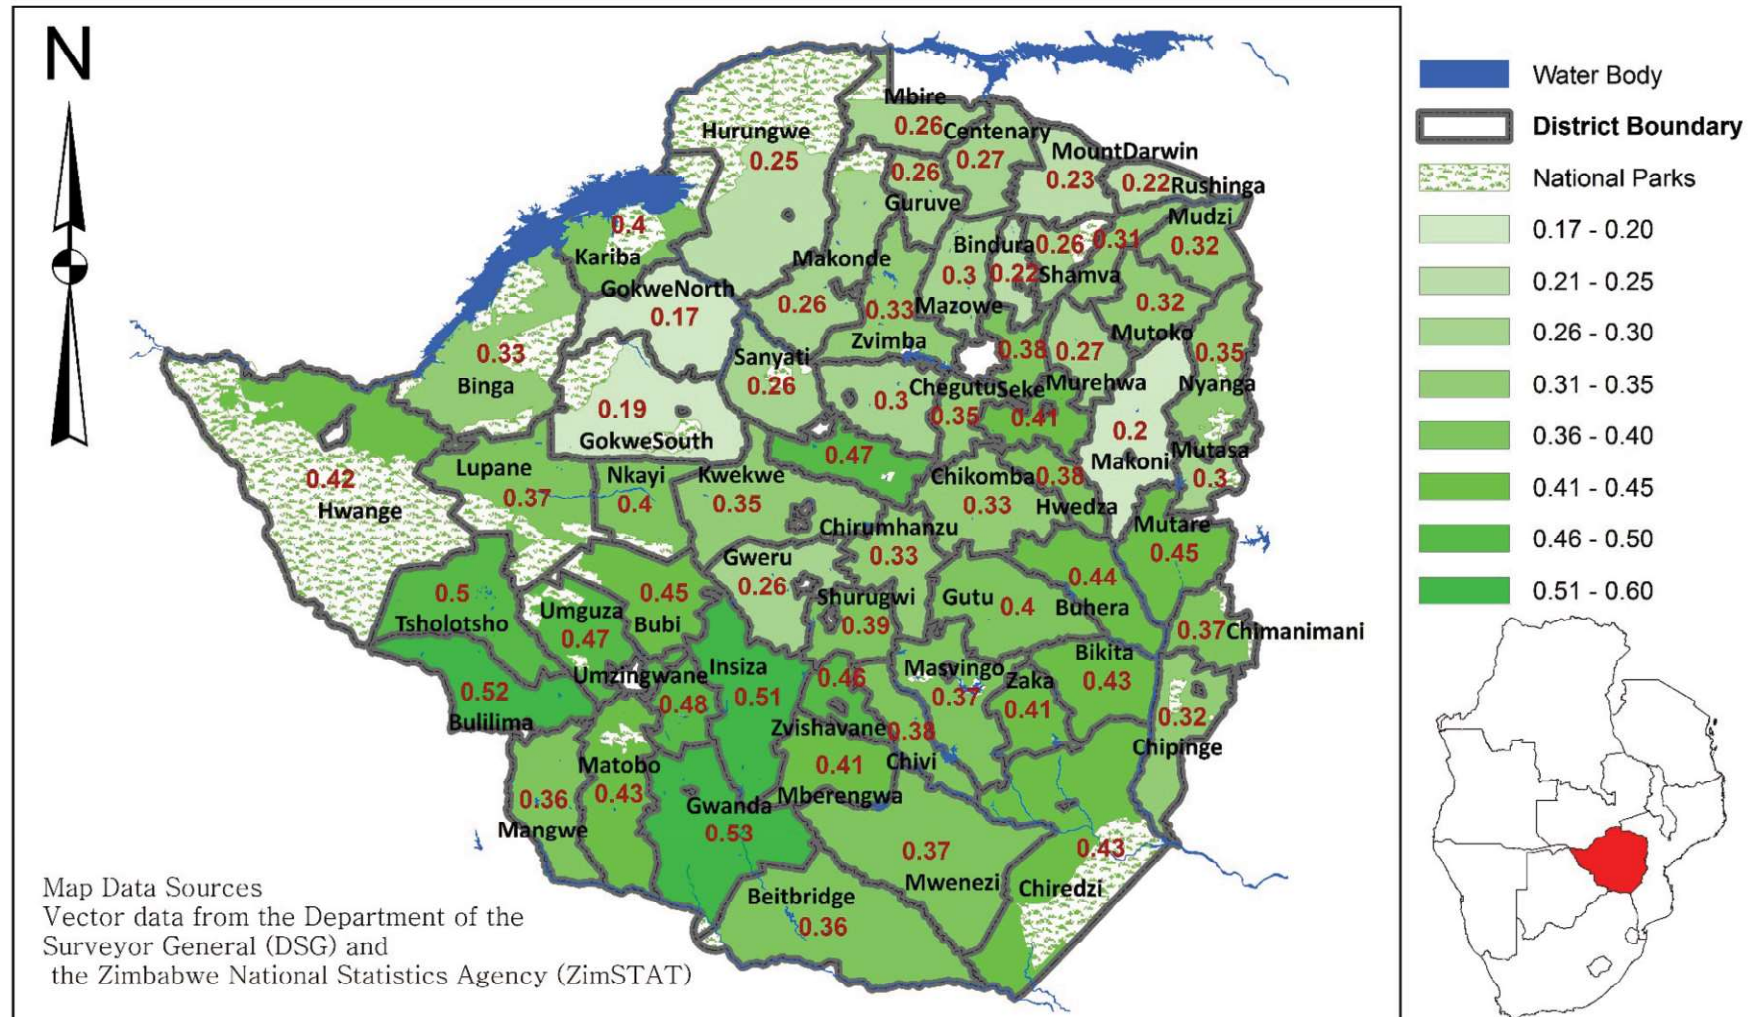 N
Mbire
0.26
Centenary
Hurungwe
0.25
0.27
MountDarwin
0.26
0.23
0.22
Rushinga
Guruve
Mudzi
0.4
Kariba
Bindura
0.26
0.31
0.32
Makonde
0.3
0.22
Shamva
GokweNorth
0.17
0.26
0.33
Mazowe
0.32
Mutoko
Zvimba
0.33
Binga
Sanyati
0.26
0.38
0.27
0.35
Nyanga
Chegutu
Seke
Murehwa
0.19
GokweSouth
0.3
0.35
0.41
0.2
Makoni
Mutasa
0.3
0.42
Hwange
Lupane
0.37
Nkayi
0.4
Kwekwe
0.35
0.47
Chikomba
0.33
0.38
Hwedza
Mutare
0.45
Chirumhanzu
0.33
Gweru
0.26
0.5
Tsholotsho
Umguza
0.47
0.45
Bubi
Shurugwi
0.39
Gutu
0.4
0.44
Buhera
0.37
Chimanimani
Bikita
0.43
0.52
Bulilima
Umzingwane
0.48
Insiza
0.51
0.46
Zvishavane
Masvingo
0.37
Zaka
0.41
0.32
Chipinge
0.38
Chivi
Matobo
0.43
0.41
Mberengwa
0.36
Mangwe
Gwanda
0.53
0.37
Mwenezi
0.43
Chiredzi
Beitbridge
0.36
Map Data Sources
Vector data from the Department of the
Surveyor General (DSG) and
the Zimbabwe National Statistics Agency (ZimSTAT)
Water Body
District Boundary
National Parks
0.17 - 0.20
0.21 - 0.25
0.26 - 0.30
0.31 - 0.35
0.36 - 0.40
0.41 - 0.45
0.46 - 0.50
0.51 - 0.60